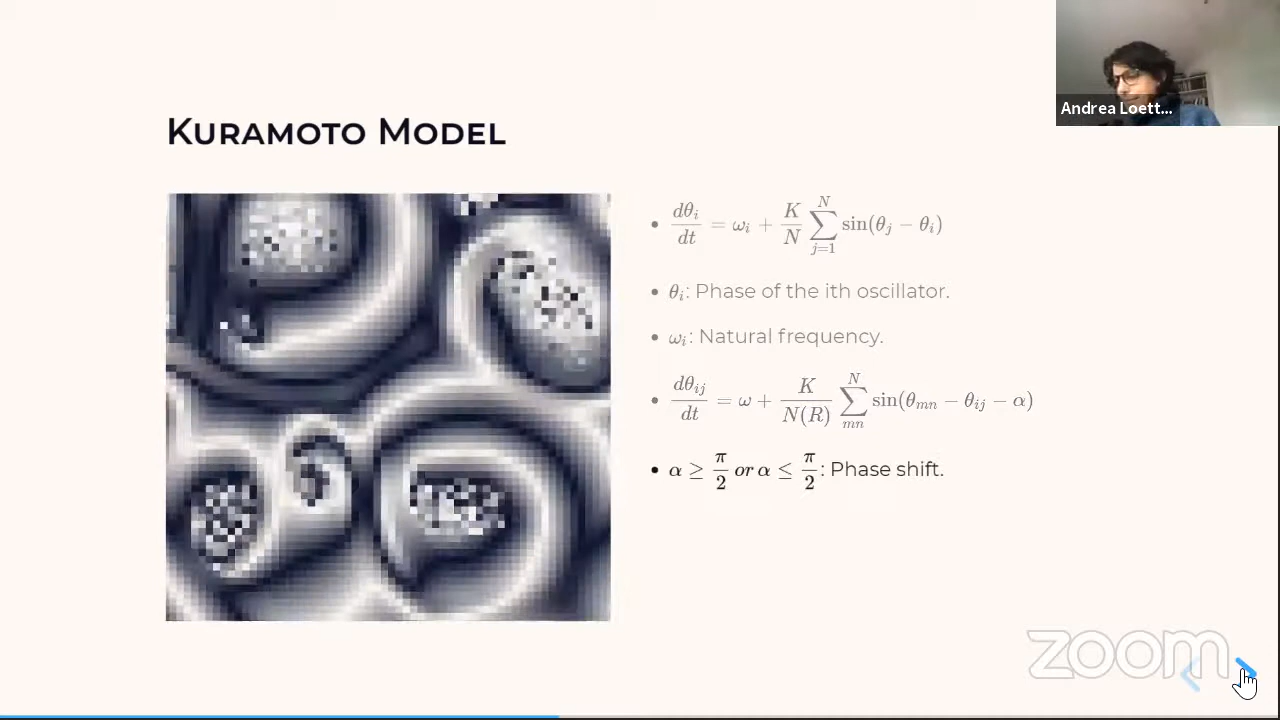 Andrea Loett...
KURAMOTO MODEL
• dθᵢ/dt = ωᵢ + K/N ∑_{j=1}^{N} sin(θⱼ − θᵢ)
• θᵢ: Phase of the ith oscillator.
• ωᵢ: Natural frequency.
• dθᵢⱼ/dt = ω + K/N(R) ∑_{mn}^{N} sin(θₘₙ − θᵢⱼ − α)
• α ≥ π/2 or α ≤ π/2: Phase shift.
zoom